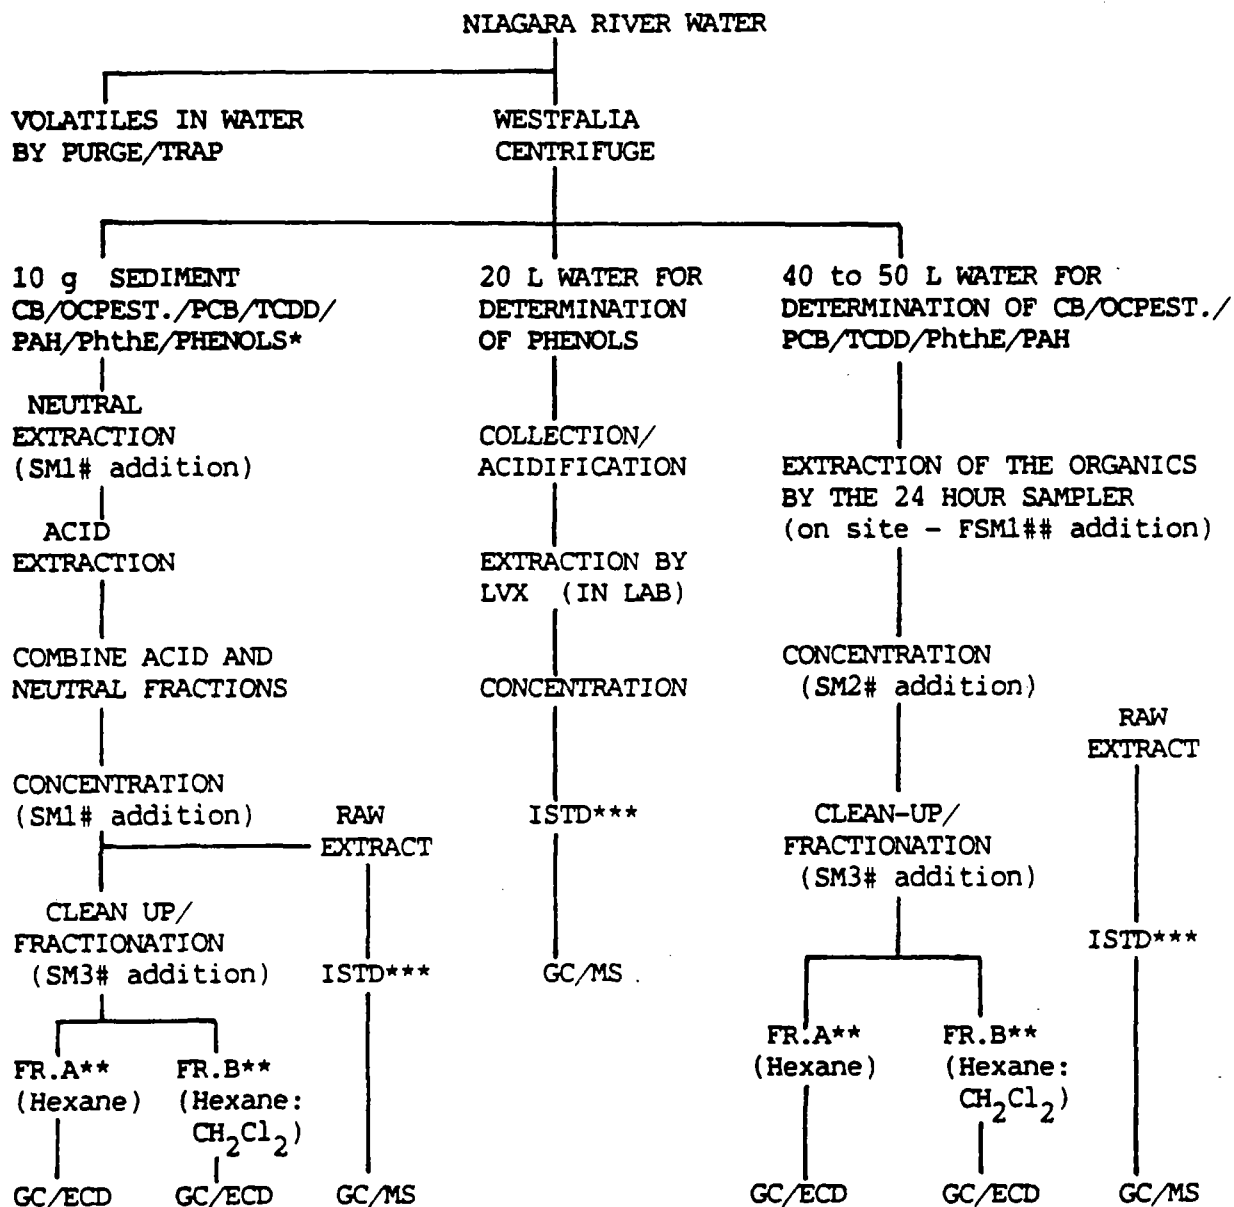 NIAGARA RIVER WATER
VOLATILES IN WATER
BY PURGE/TRAP
WESTFALIA
CENTRIFUGE
10 g SEDIMENT
CB/OCPEST./PCB/TCDD/
PAH/PhthE/PHENOLS*
20 L WATER FOR
DETERMINATION
OF PHENOLS
40 to 50 L WATER FOR
DETERMINATION OF CB/OCPEST./
PCB/TCDD/PhthE/PAH
NEUTRAL
EXTRACTION
(SM1# addition)
COLLECTION/
ACIDIFICATION
EXTRACTION OF THE ORGANICS
BY THE 24 HOUR SAMPLER
(on site - FSM1## addition)
ACID
EXTRACTION
EXTRACTION BY
LVX (IN LAB)
COMBINE ACID AND
NEUTRAL FRACTIONS
CONCENTRATION
CONCENTRATION
(SM2# addition)
RAW
EXTRACT
CONCENTRATION
(SM1# addition)
RAW
EXTRACT
ISTD***
CLEAN-UP/
FRACTIONATION
(SM3# addition)
CLEAN UP/
FRACTIONATION
(SM3# addition)
ISTD***
GC/MS
ISTD***
FR.A**
(Hexane)
FR.B**
(Hexane:
CH2Cl2)
FR.A**
(Hexane)
FR.B**
(Hexane:
CH2Cl2)
GC/ECD
GC/ECD
GC/MS
GC/ECD
GC/ECD
GC/MS